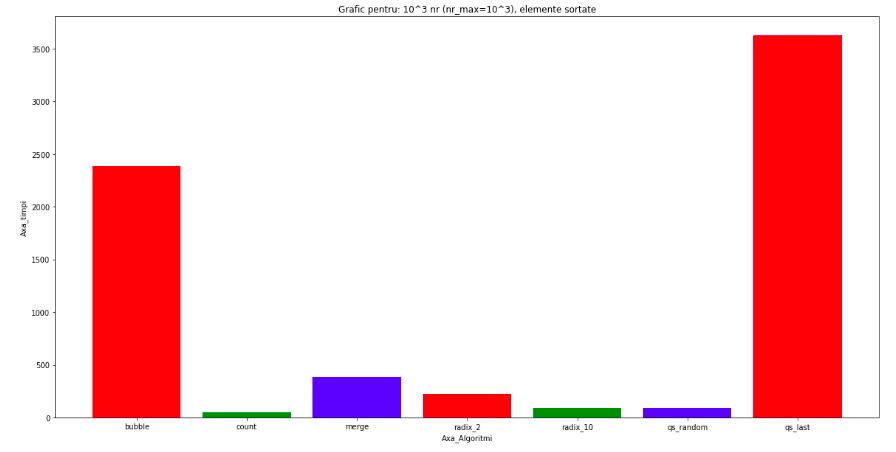 Grafic pentru: 10^3 nr (nr_max=10^3), elemente sortate
3500
3000
2500
2000
1500
1000
500
0
Axa_timpi
bubble count merge radix_2 radix_10 qs_random qs_last
Axa_Algoritmi